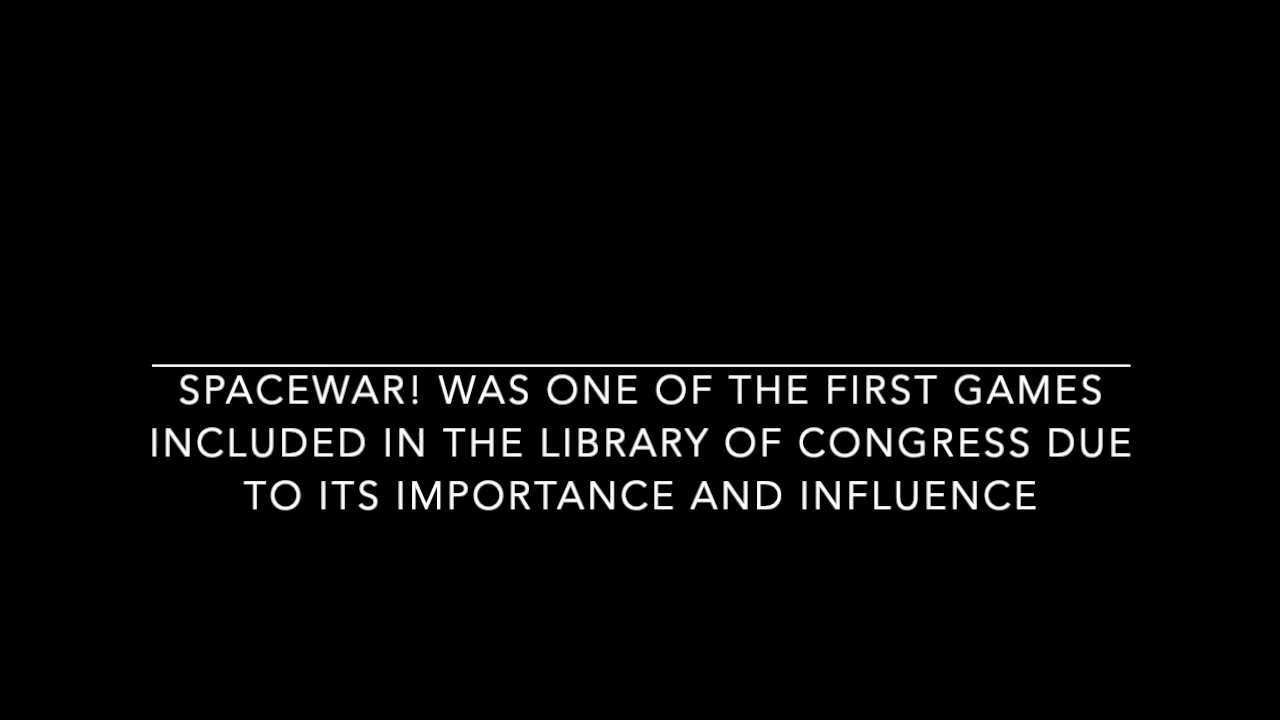 SPACEWAR! WAS ONE OF THE FIRST GAMES
INCLUDED IN THE LIBRARY OF CONGRESS DUE
TO ITS IMPORTANCE AND INFLUENCE